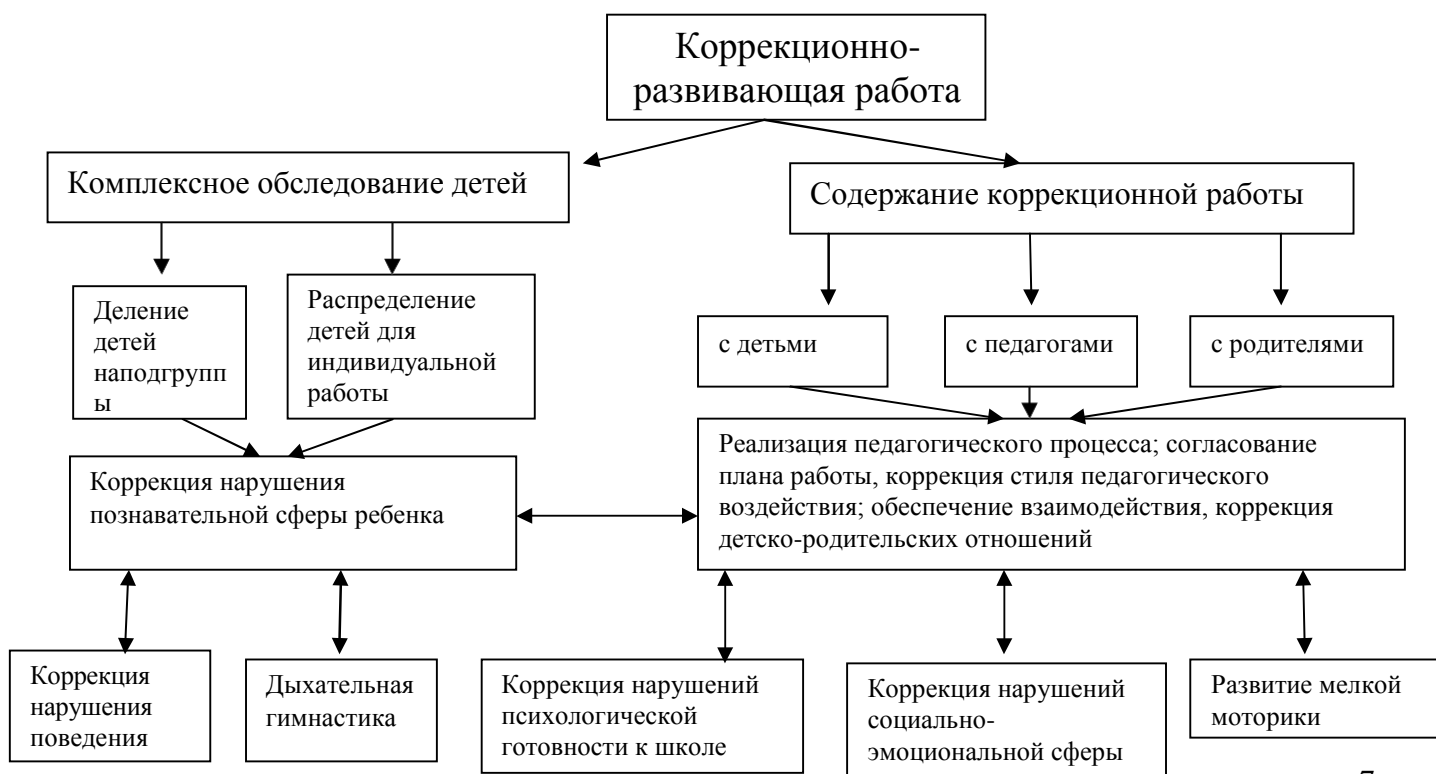 Коррекционно-
развивающая работа
Комплексное обследование детей
Содержание коррекционной работы
Деление
детей
наподгрупп
ы
Распределение
детей для
индивидуальной
работы
с детьми
с педагогами
с родителями
Коррекция нарушения
познавательной сферы ребенка
Реализация педагогического процесса; согласование
плана работы, коррекция стиля педагогического
воздействия; обеспечение взаимодействия, коррекция
детско-родительских отношений
Коррекция
нарушения
поведения
Дыхательная
гимнастика
Коррекция нарушений
психологической
готовности к школе
Коррекция нарушений
социально-
эмоциональной сферы
Развитие мелкой
моторики